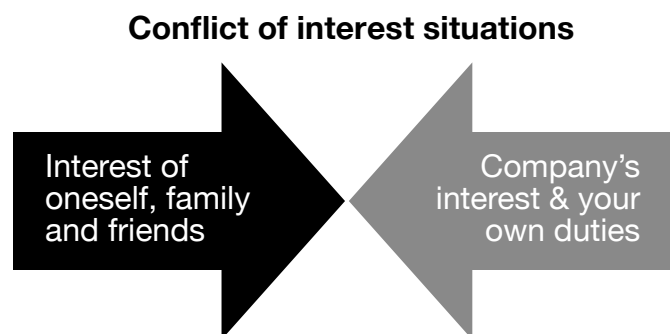 Conflict of interest situations
Interest of
oneself, family
and friends
Company’s
interest & your
own duties